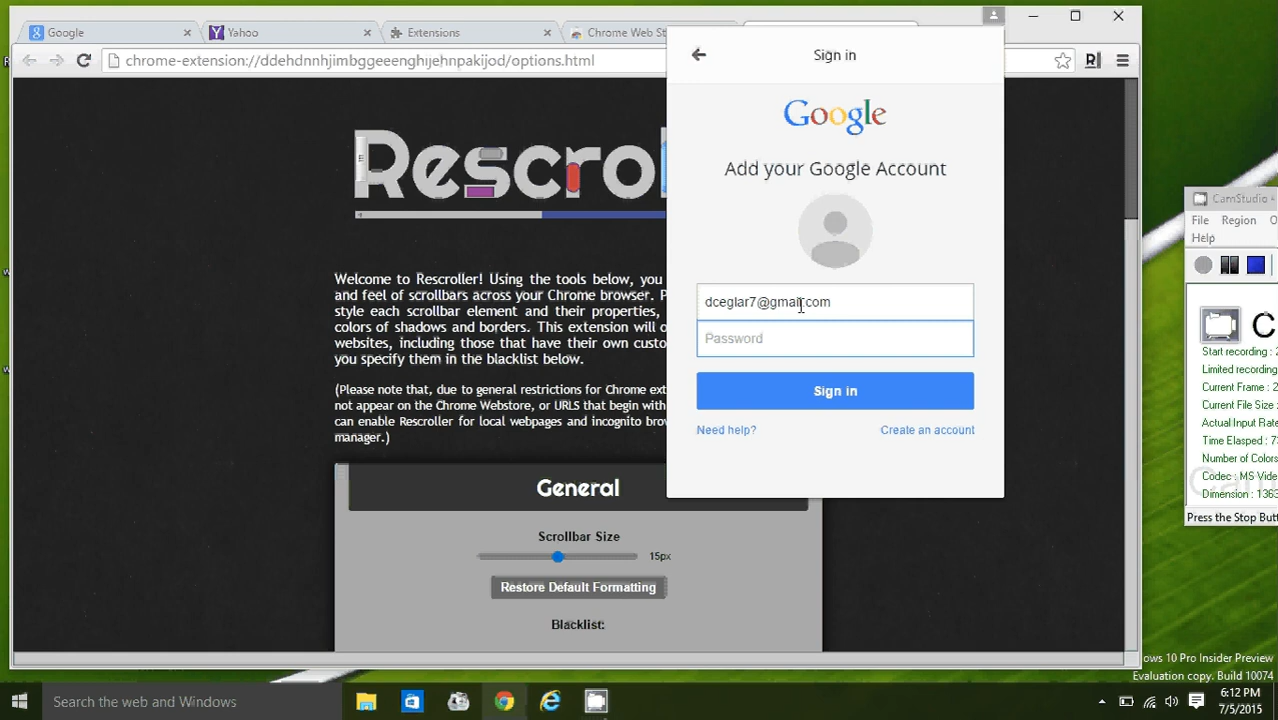 Google
Yahoo
Extensions
Chrome Web St
chrome-extension://ddehdnnhjimbggeeenghijehnpakijod/options.html
R
Rescrol
Welcome to Rescroller! Using the tools below, you
and feel of scrollbars across your Chrome browser. P
style each scrollbar element and their properties,
colors of shadows and borders. This extension will o
websites, including those that have their own custo
you specify them in the blacklist below.
(Please note that, due to general restrictions for Chrome ext
not appear on the Chrome Webstore, or URLS that begin with
can enable Rescroller for local webpages and incognito brow
manager.)
General
Scrollbar Size
15px
Restore Default Formatting
Blacklist:
Sign in
Google
Add your Google Account
dceglar7@gmail.com
Password
Sign in
Need help?
Create an account
CamStudio
File Region O
Help
C
Start recording : 2
Limited recording
Current Frame : 2
Current File Size :
Actual Input Rate
Time Elasped : 73
Number of Colors
Codec : MS Video
Dimension : 1363
Press the Stop Butt
ows 10 Pro Insider Preview
Evaluation copy. Build 10074
Search the web and Windows
6:12 PM
7/5/2015